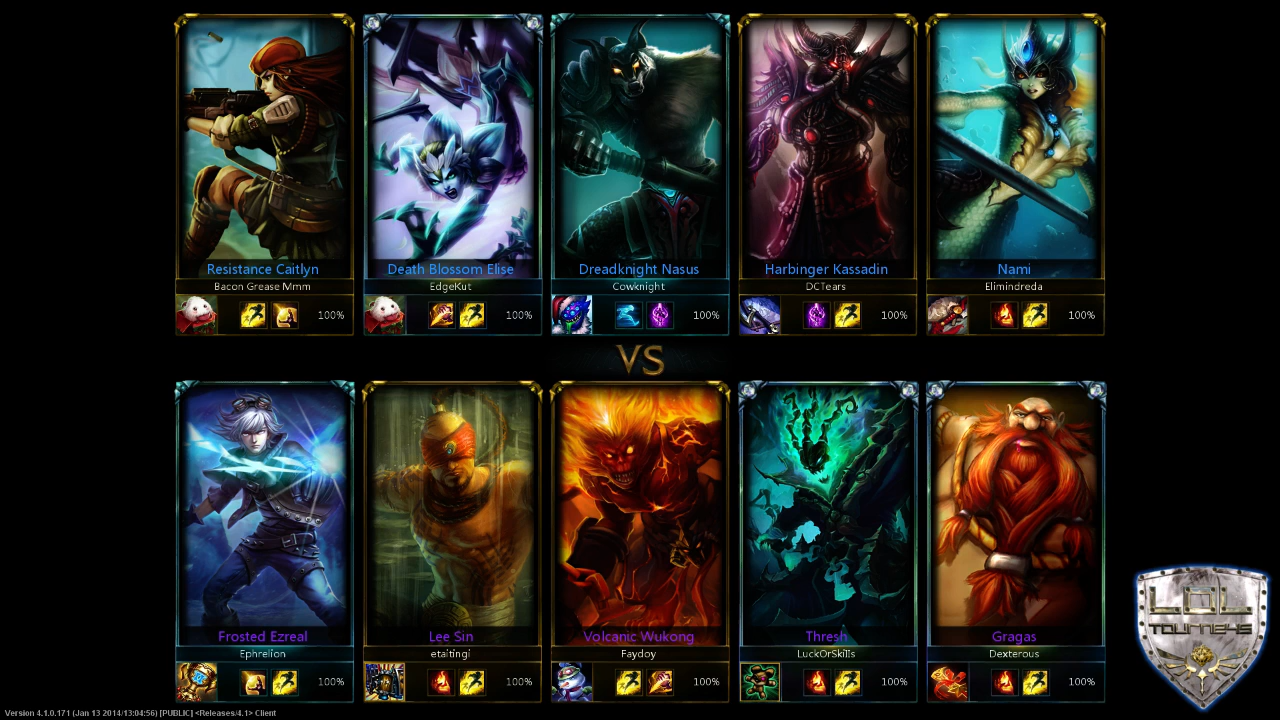 Resistance Caitlyn
Bacon Grease Mmm
100%
Death Blossom Elise
EdgeKut
100%
Dreadknight Nasus
Cowknight
100%
Harbinger Kassadin
DCTears
100%
Nami
Elimindreda
100%
VS
Frosted Ezreal
Ephrelion
100%
Lee Sin
etaitingi
100%
Volcanic Wukong
Faydoy
100%
Thresh
LuckOrSkills
100%
Gragas
Dexterous
100%
LOL
TOURNEYS
Version 4.1.0.171 (Jan 13 2014/13:04:56) [PUBLIC] <Releases/4.1> Client